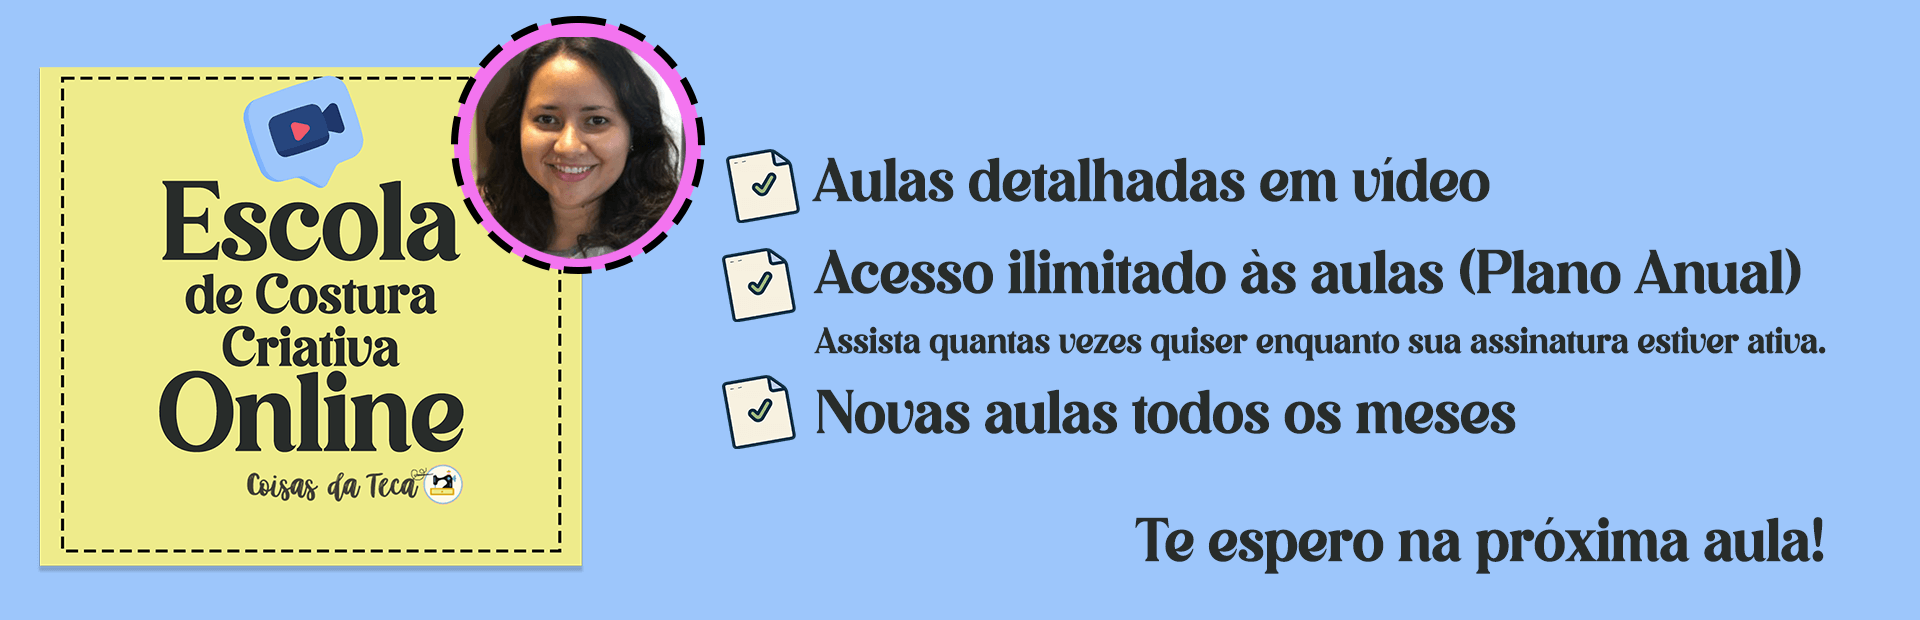 Escola
de Costura
Criativa
Online
Coisas da Teca
Aulas detalhadas em vídeo
Acesso ilimitado às aulas (Plano Anual)
Assista quantas vezes quiser enquanto sua assinatura estiver ativa.
Novas aulas todos os meses
Te espero na próxima aula!